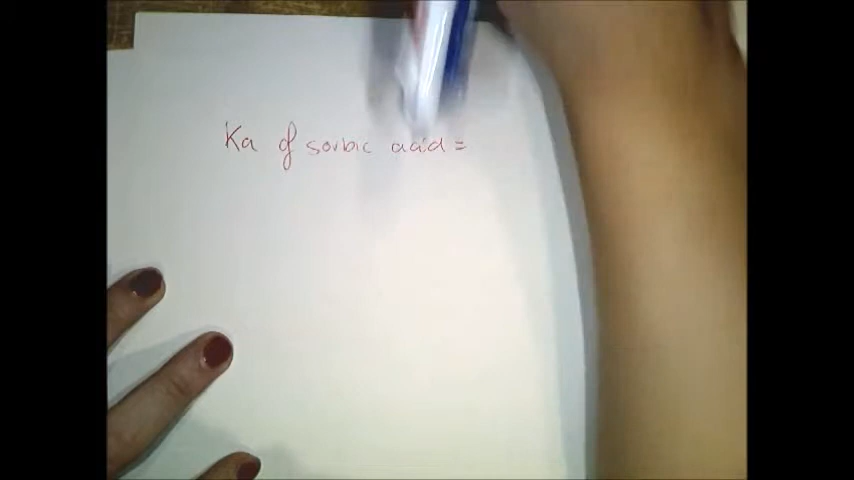 Ka of sorbic acid =